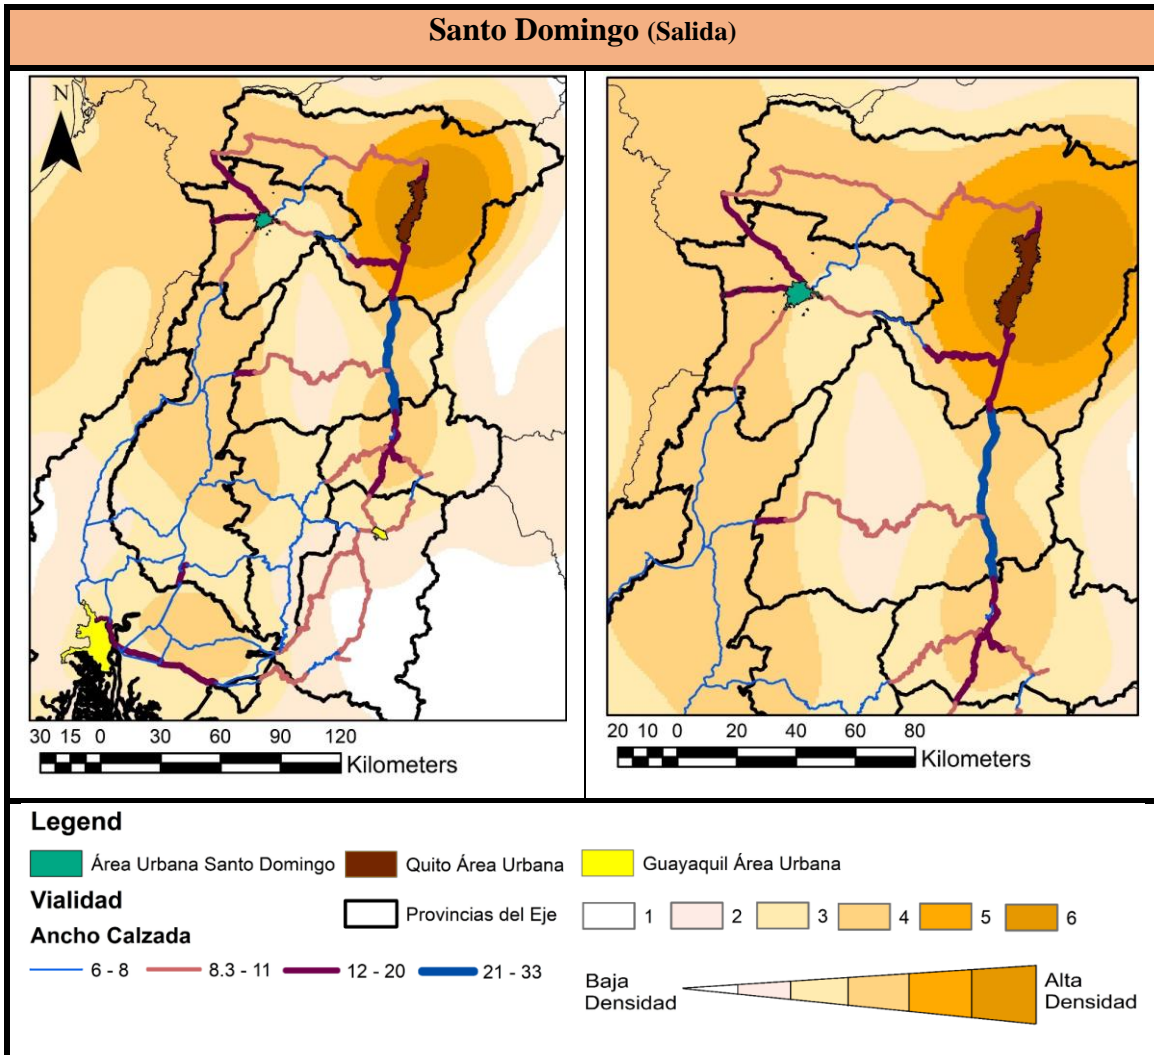 Santo Domingo (Salida)
N
30 15 0 30 60 90 120
Kilometers
20 10 0 20 40 60 80
Kilometers
Legend
Área Urbana Santo Domingo Quito Área Urbana Guayaquil Área Urbana
Vialidad
Provincias del Eje 1 2 3 4 5 6
Ancho Calzada
6 - 8 8.3 - 11 12 - 20 21 - 33
Baja Densidad
Alta Densidad